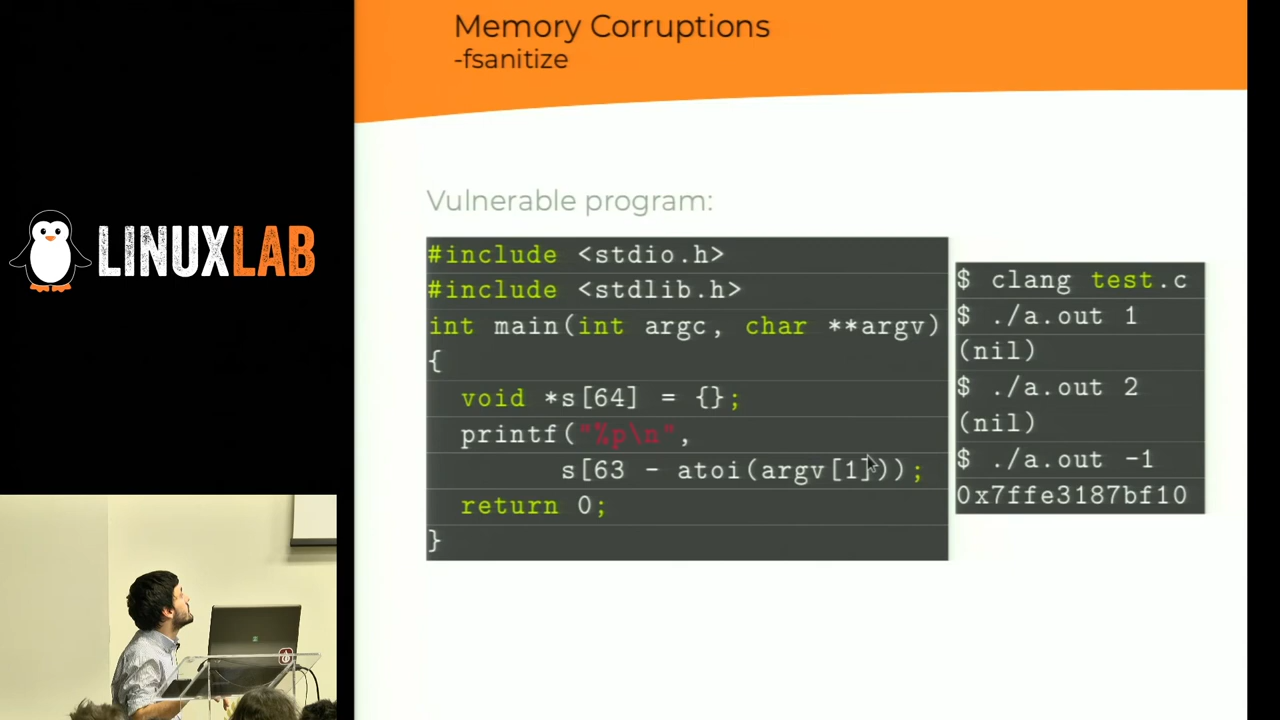 Memory Corruptions
-fsanitize
LINUXLAB
Vulnerable program:
#include <stdio.h>
#include <stdlib.h>
int main(int argc, char **argv)
{
  void *s[64] = {};
  printf("%p\n",
        s[63 - atoi(argv[1]));
  return 0;
}
$ clang test.c
$ ./a.out 1
(nil)
$ ./a.out 2
(nil)
$ ./a.out -1
0x7ffe3187bf10